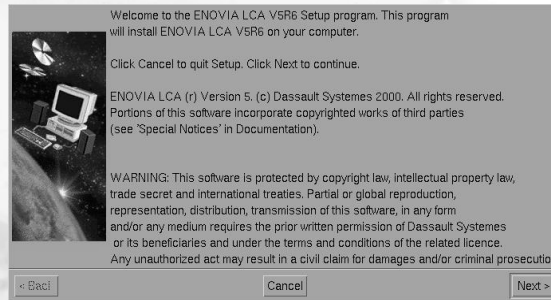 Welcome to the ENOVIA LCA V5R6 Setup program. This program
will install ENOVIA LCA V5R6 on your computer.
Click Cancel to quit Setup. Click Next to continue.
ENOVIA LCA (r) Version 5. (c) Dassault Systemes 2000. All rights reserved.
Portions of this software incorporate copyrighted works of third parties
(see 'Special Notices' in Documentation).
WARNING: This software is protected by copyright law, intellectual property law,
trade secret and international treaties. Partial or global reproduction,
representation, distribution, transmission of this software, in any form
and/or any medium requires the prior written permission of Dassault Systemes
or its beneficiaries and under the terms and conditions of the related licence.
Any unauthorized act may result in a civil claim for damages and/or criminal prosecutio
< Back Cancel Next >